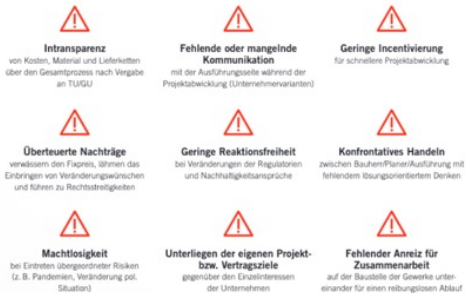 Intransparenz
von Kosten, Material und Lieferketten
über den Gesamtprozess nach Vergabe
an TU/GU
Fehlende oder mangelnde
Kommunikation
mit der Ausführungsseite während der
Projektabwicklung (Unternehmervarianten)
Geringe Incentivierung
für schnellere Projektabwicklung
Überteuerte Nachträge
verwässern den Fixpreis, lähmen das
Einbringen von Veränderungswünschen
und führen zu Rechtsstreitigkeiten
Geringe Reaktionsfreiheit
bei Veränderungen der Regulatorien
und Nachhaltigkeitsansprüche
Konfrontatives Handeln
zwischen Bauherr/Planer/Ausführung mit
fehlendem lösungsorientiertem Denken
Machtlosigkeit
bei Eintreten übergeordneter Risiken
(z. B. Pandemien, Veränderung pol.
Situation)
Unterliegen der eigenen Projekt-
bzw. Vertragsziele
gegenüber den Einzelinteressen
der Unternehmen
Fehlender Anreiz für
Zusammenarbeit
auf der Baustelle der Gewerke unter-
einander für einen reibungslosen Ablauf